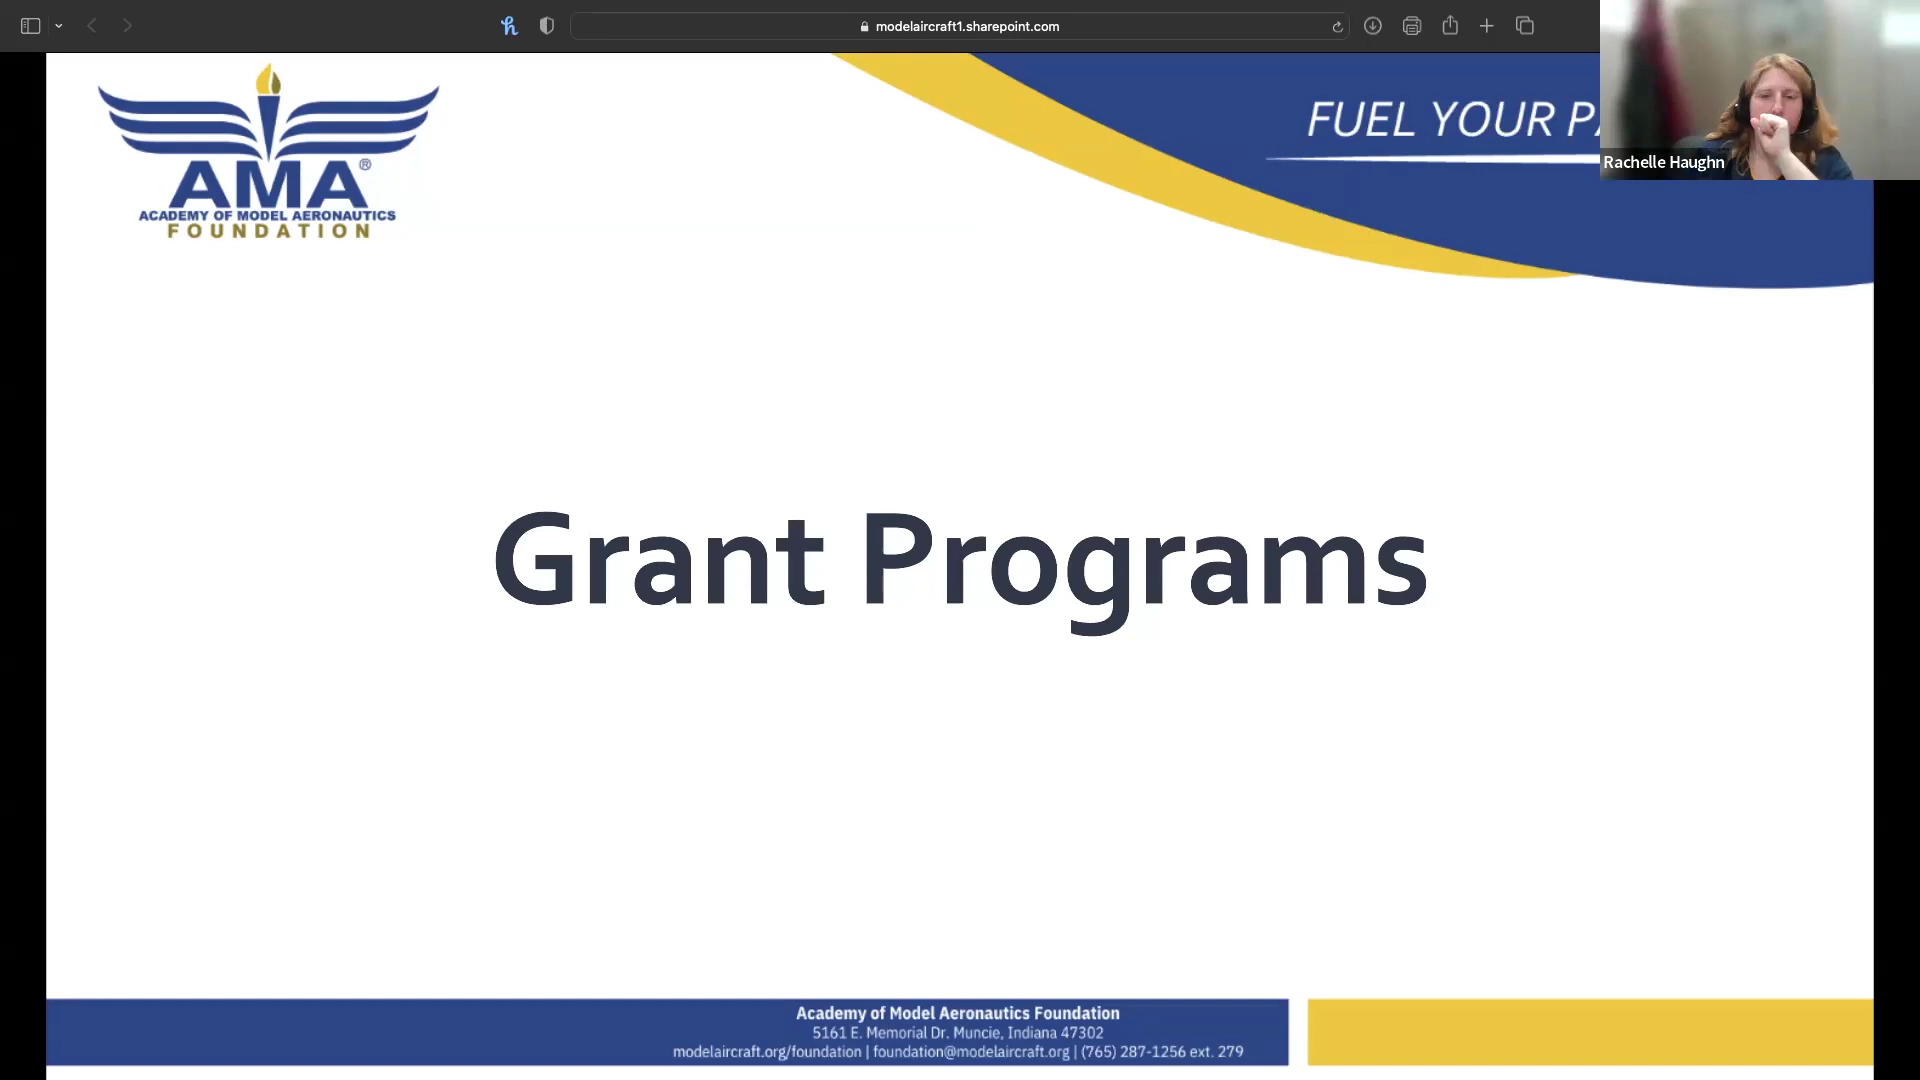 modelaircraft1.sharepoint.com
AMA®
ACADEMY OF MODEL AERONAUTICS
FOUNDATION
FUEL YOUR
Rachelle Haughn
Grant Programs
Academy of Model Aeronautics Foundation
5161 E. Memorial Dr. Muncie, Indiana 47302
modelaircraft.org/foundation | foundation@modelaircraft.org | (765) 287-1256 ext. 279